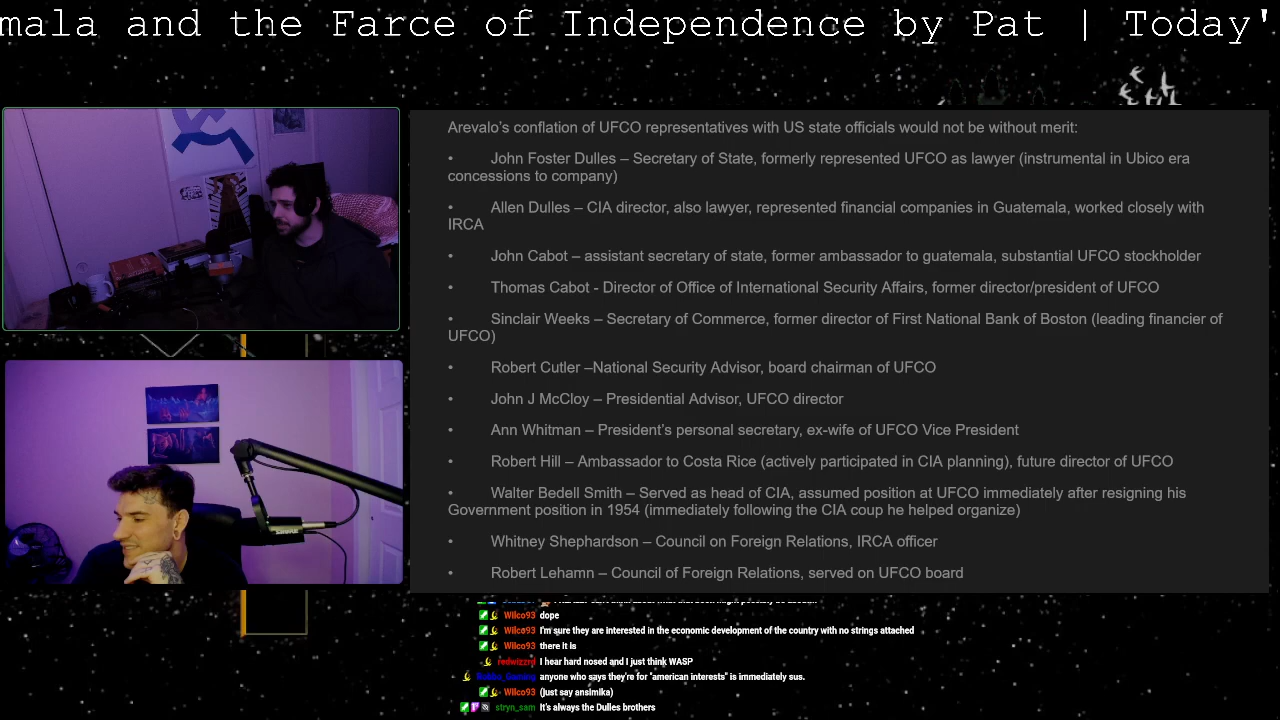 mala and the Farce of Independence by Pat | Today'
Arevalo's conflation of UFCO representatives with US state officials would not be without merit:
• John Foster Dulles – Secretary of State, formerly represented UFCO as lawyer (instrumental in Ubico era
concessions to company)
• Allen Dulles – CIA director, also lawyer, represented financial companies in Guatemala, worked closely with
IRCA
• John Cabot – assistant secretary of state, former ambassador to guatemala, substantial UFCO stockholder
• Thomas Cabot - Director of Office of International Security Affairs, former director/president of UFCO
• Sinclair Weeks – Secretary of Commerce, former director of First National Bank of Boston (leading financier of
UFCO)
• Robert Cutler –National Security Advisor, board chairman of UFCO
• John J McCloy – Presidential Advisor, UFCO director
• Ann Whitman – President's personal secretary, ex-wife of UFCO Vice President
• Robert Hill – Ambassador to Costa Rice (actively participated in CIA planning), future director of UFCO
• Walter Bedell Smith – Served as head of CIA, assumed position at UFCO immediately after resigning his
Government position in 1954 (immediately following the CIA coup he helped organize)
• Whitney Shephardson – Council on Foreign Relations, IRCA officer
• Robert Lehamn – Council of Foreign Relations, served on UFCO board
Wilco93 dope
Wilco93 I'm sure they are interested in the economic development of the country with no strings attached
Wilco93 there it is
I hear hard nosed and I just think WASP
anyone who says they're for "american interests" is immediately sus.
Wilco93 (just say ansimika)
stryn_sam It's always the Dulles brothers
SHURE